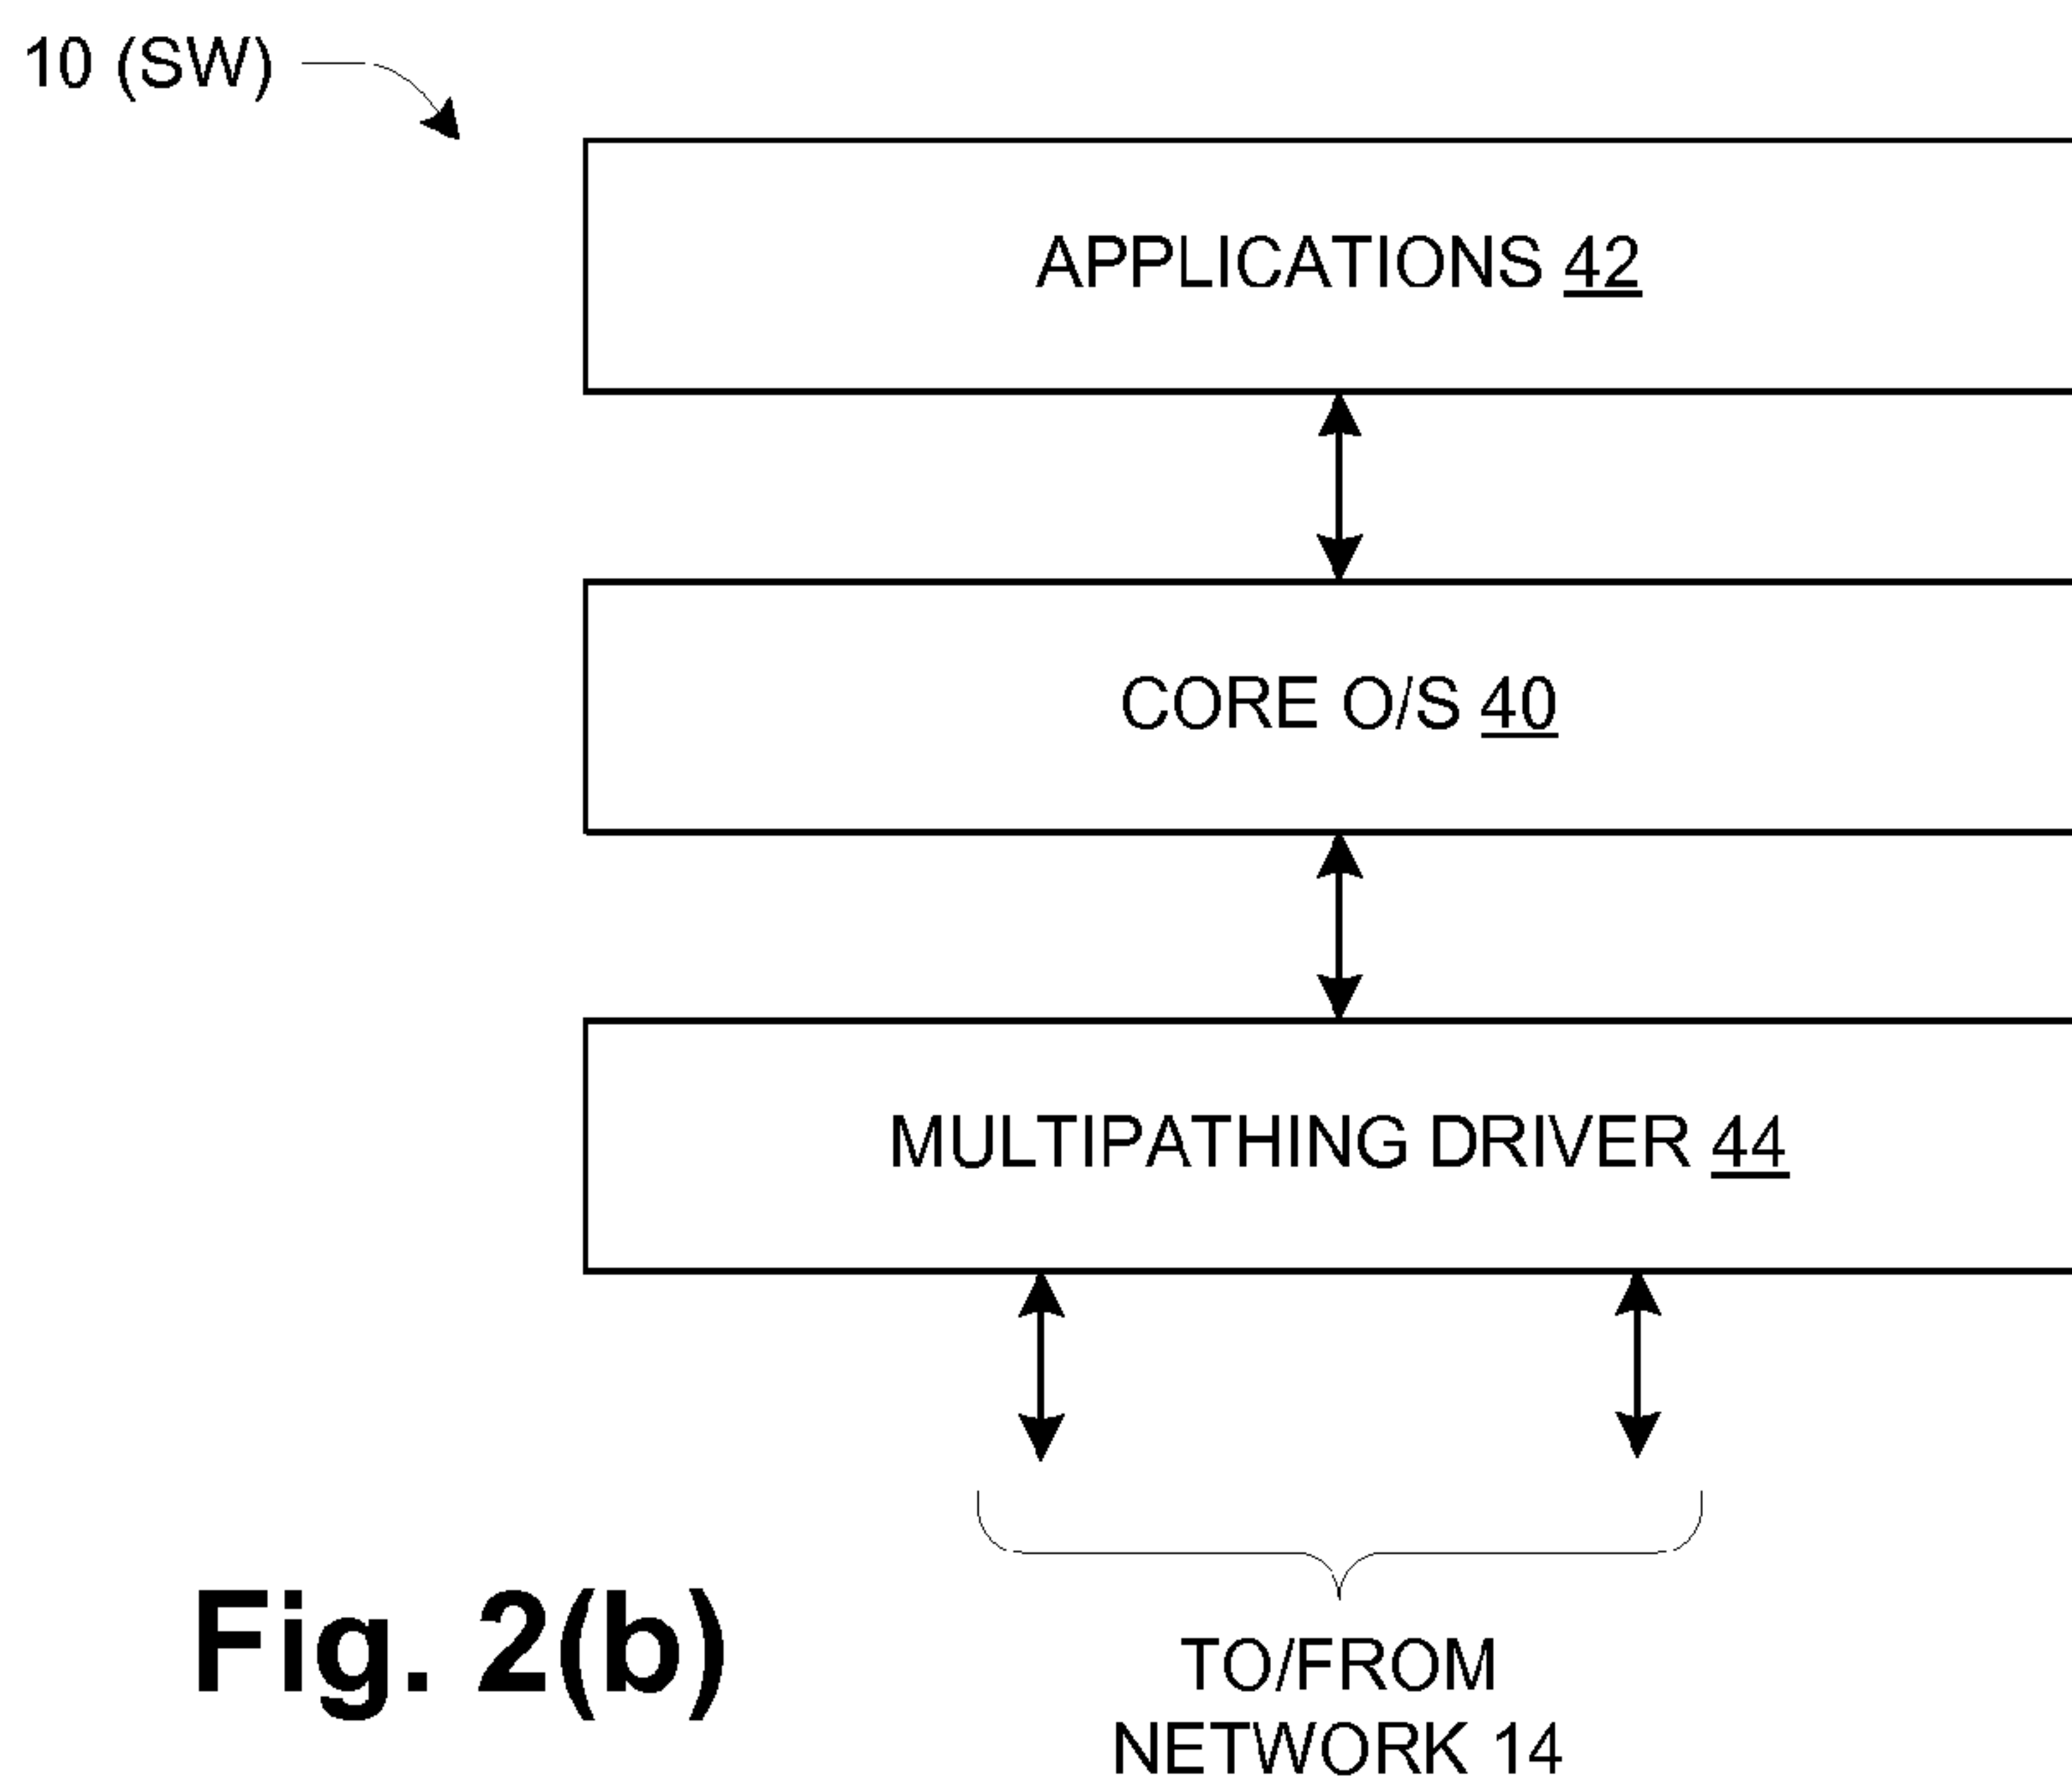 10 (SW)
APPLICATIONS 42
CORE O/S 40
MULTIPATHING DRIVER 44
TO/FROM
NETWORK 14
Fig. 2(b)